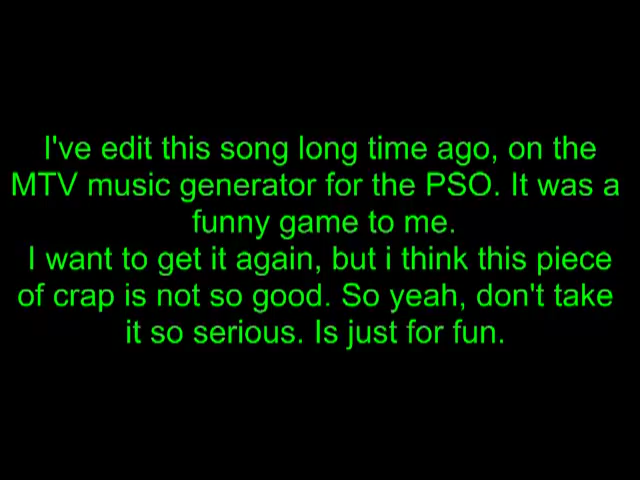 I've edit this song long time ago, on the
MTV music generator for the PSO. It was a
funny game to me.
I want to get it again, but i think this piece
of crap is not so good. So yeah, don't take
it so serious. Is just for fun.